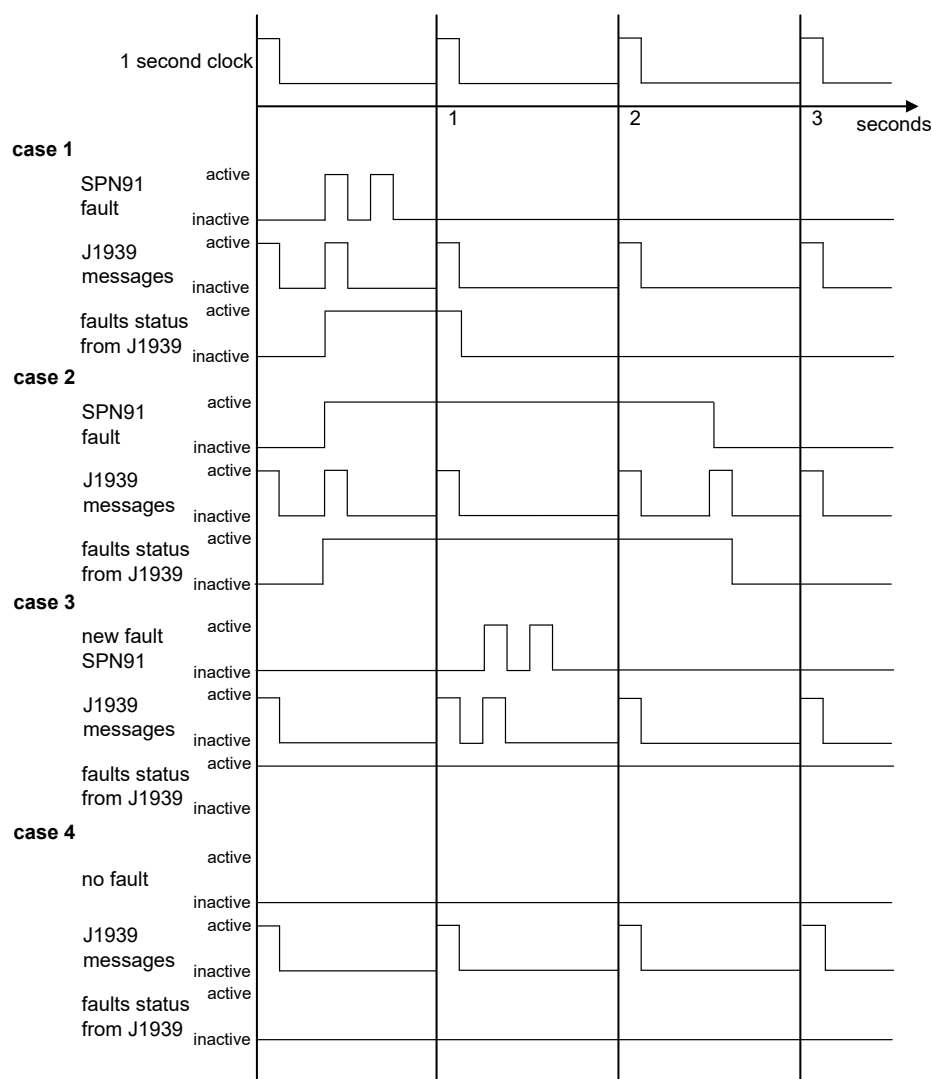 1 second clock
1
2
3
seconds
case 1
active
SPN91
fault
inactive
active
J1939
messages
inactive
active
faults status
from J1939
inactive
case 2
active
SPN91
fault
inactive
active
J1939
messages
inactive
active
faults status
from J1939
inactive
case 3
active
new fault
SPN91
inactive
active
J1939
messages
inactive
active
faults status
from J1939
inactive
case 4
active
no fault
inactive
active
J1939
messages
inactive
active
faults status
from J1939
inactive